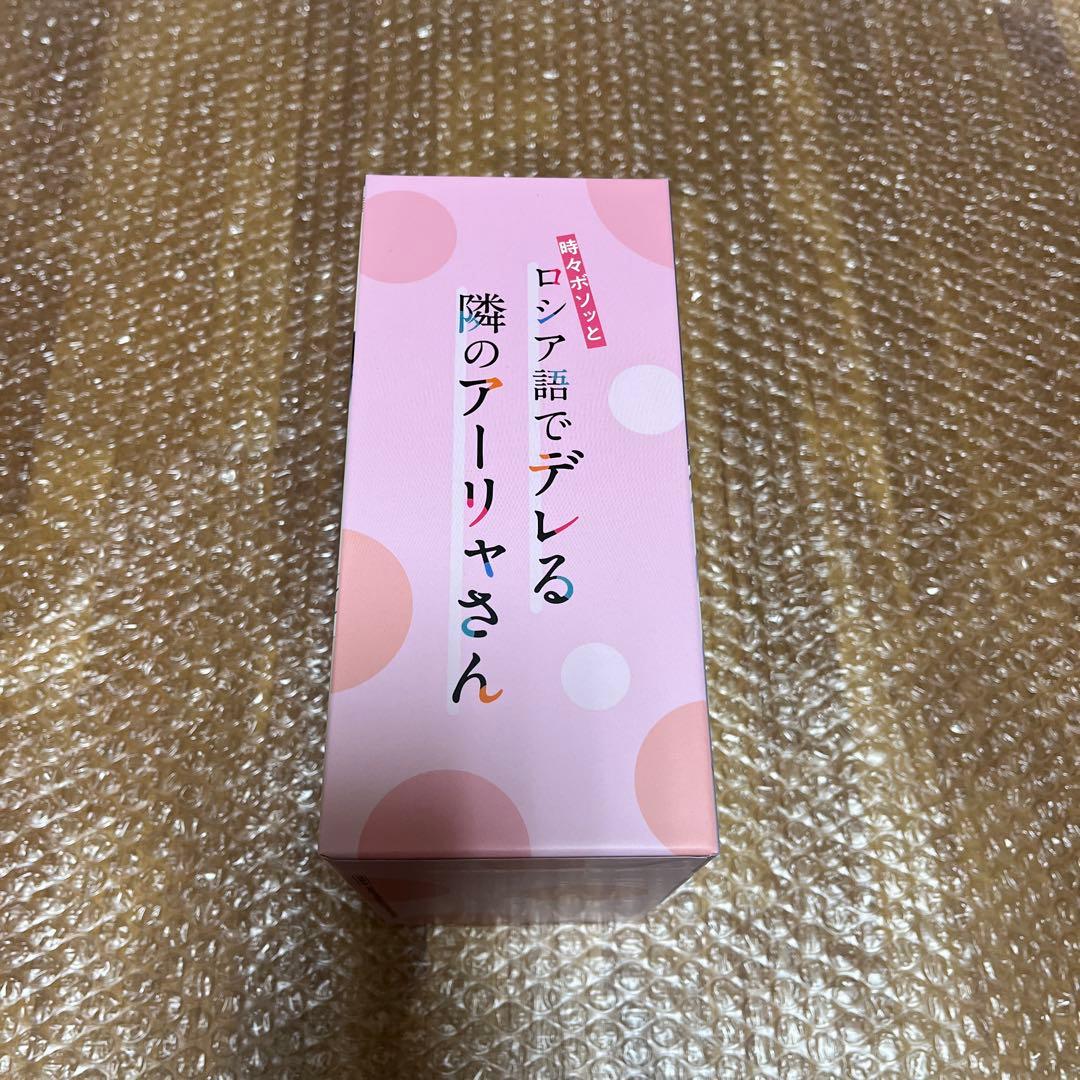 時々ボソッと
ロシア語でデレる
隣のアーリャさん